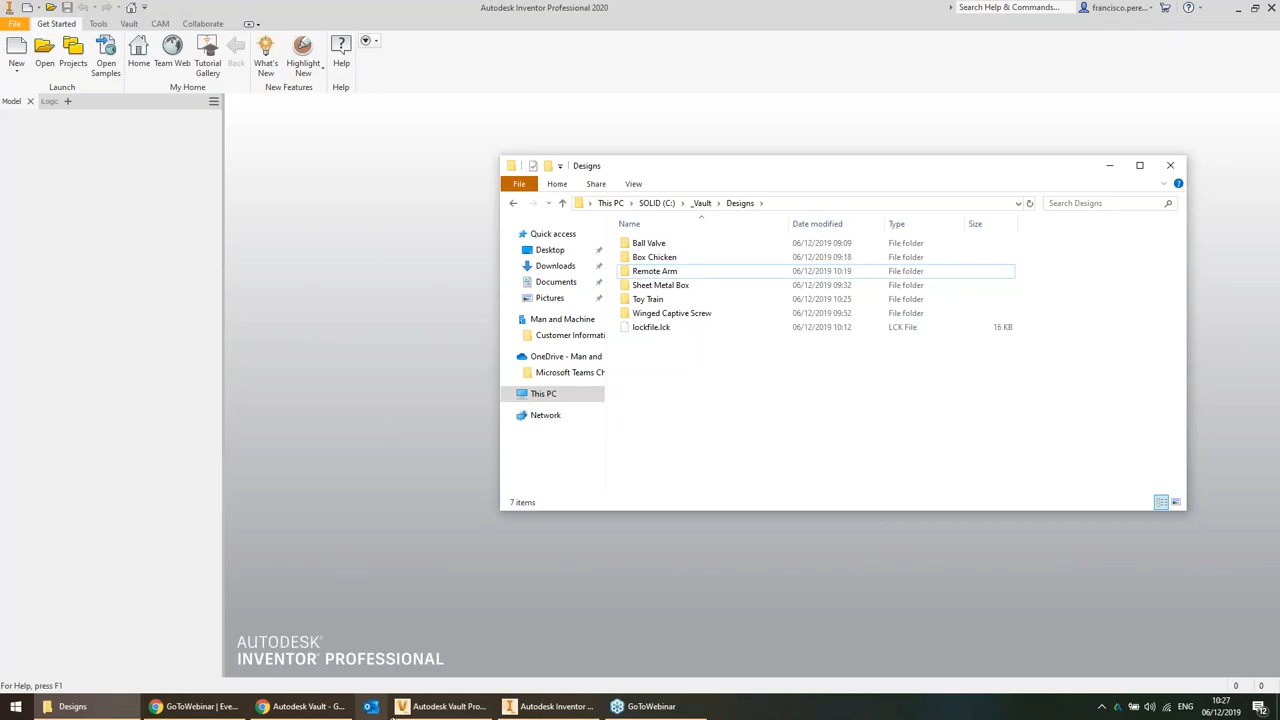 Autodesk Inventor Professional 2020
Search Help & Commands...
francisco.pere...
File
Get Started
Tools
Vault
CAM
Collaborate
New
Open
Projects
Open Samples
Home
Team Web
Tutorial Gallery
Back
What's New
Highlight New
Help
Launch
My Home
New Features
Help
Model
iLogic
Designs
File
Home
Share
View
This PC
SOLID (C:)
_Vault
Designs
Search Designs
Name
Date modified
Type
Size
Quick access
Desktop
Downloads
Documents
Pictures
Man and Machine
Customer Informati
OneDrive - Man and
Microsoft Teams Ch
This PC
Network
Ball Valve 06/12/2019 09:09 File folder
Box Chicken 06/12/2019 09:18 File folder
Remote Arm 06/12/2019 10:19 File folder
Sheet Metal Box 06/12/2019 09:32 File folder
Toy Train 06/12/2019 10:25 File folder
Winged Captive Screw 06/12/2019 09:52 File folder
lockfile.lck 06/12/2019 10:12 LCK File 16 KB
7 items
AUTODESK®
INVENTOR® PROFESSIONAL
For Help, press F1
0 0
Designs
GoToWebinar | Eve...
Autodesk Vault - G...
Autodesk Vault Pro...
Autodesk Inventor ...
GoToWebinar
10:27
06/12/2019